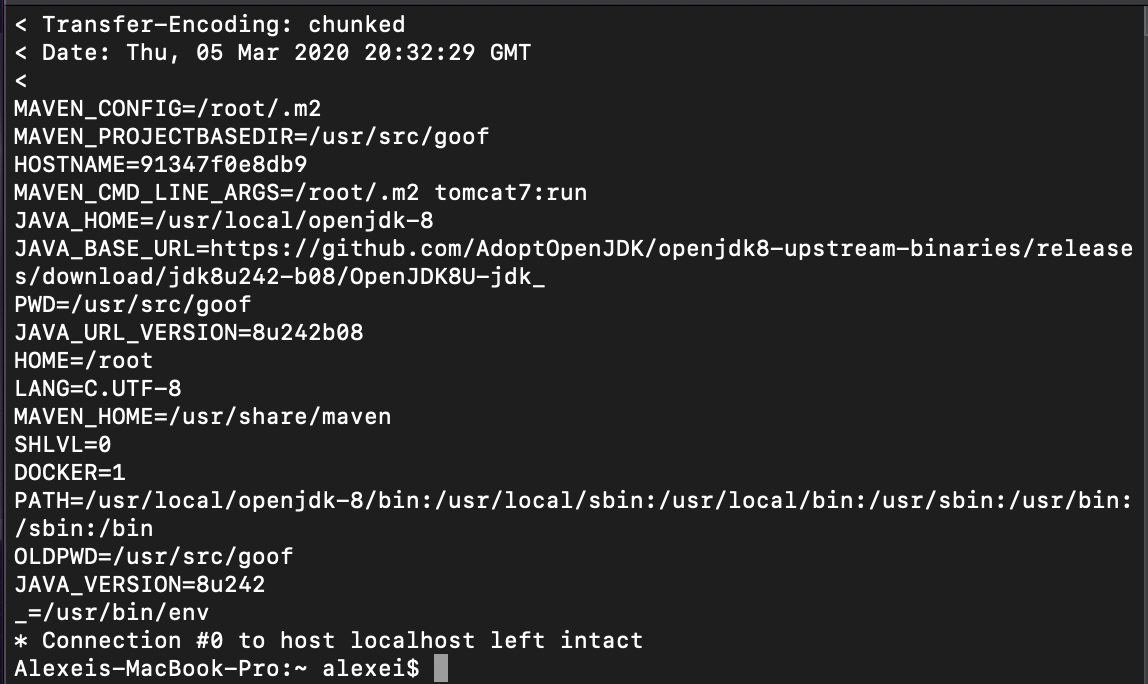 < Transfer-Encoding: chunked
< Date: Thu, 05 Mar 2020 20:32:29 GMT
<
MAVEN_CONFIG=/root/.m2
MAVEN_PROJECTBASEDIR=/usr/src/goof
HOSTNAME=91347f0e8db9
MAVEN_CMD_LINE_ARGS=/root/.m2 tomcat7:run
JAVA_HOME=/usr/local/openjdk-8
JAVA_BASE_URL=https://github.com/AdoptOpenJDK/openjdk8-upstream-binaries/release
s/download/jdk8u242-b08/OpenJDK8U-jdk_
PWD=/usr/src/goof
JAVA_URL_VERSION=8u242b08
HOME=/root
LANG=C.UTF-8
MAVEN_HOME=/usr/share/maven
SHLVL=0
DOCKER=1
PATH=/usr/local/openjdk-8/bin:/usr/local/sbin:/usr/local/bin:/usr/sbin:/usr/bin:
/sbin:/bin
OLDPWD=/usr/src/goof
JAVA_VERSION=8u242
_=/usr/bin/env
* Connection #0 to host localhost left intact
Alexeis-MacBook-Pro:~ alexei$